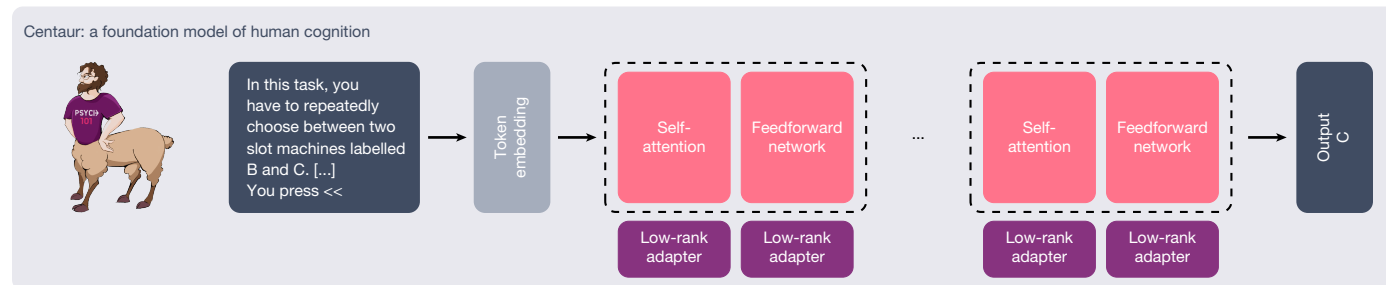 Centaur: a foundation model of human cognition
PSYCH
101
In this task, you
have to repeatedly
choose between two
slot machines labelled
B and C. [...]
You press <<
Token
embedding
Self-
attention
Feedforward
network
...
Self-
attention
Feedforward
network
Output
C
Low-rank
adapter
Low-rank
adapter
Low-rank
adapter
Low-rank
adapter